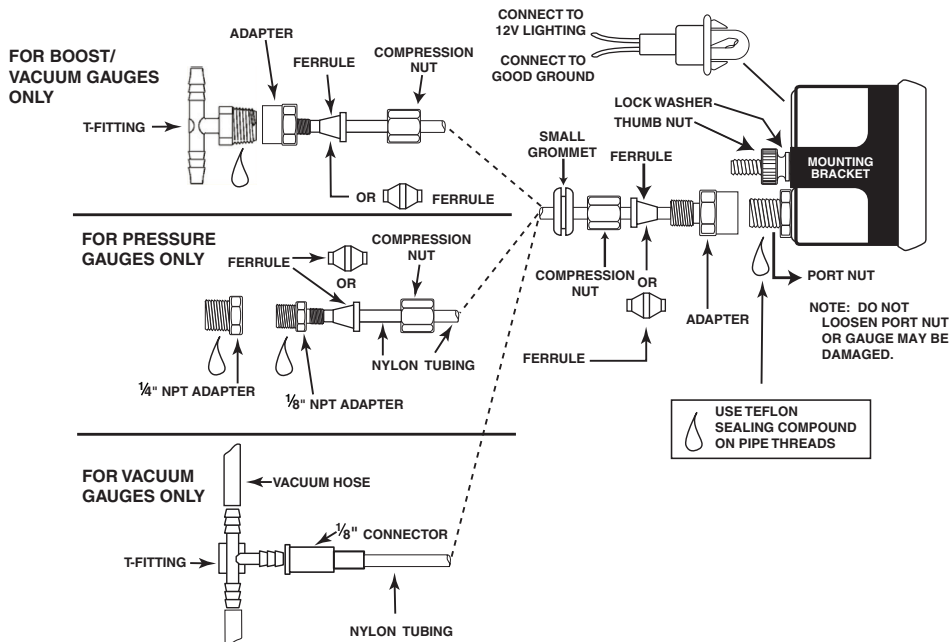 FOR BOOST/
VACUUM GAUGES
ONLY
ADAPTER
FERRULE
COMPRESSION
NUT
T-FITTING
OR
FERRULE
CONNECT TO
12V LIGHTING
CONNECT TO
GOOD GROUND
LOCK WASHER
THUMB NUT
MOUNTING
BRACKET
SMALL
GROMMET
FERRULE
COMPRESSION
NUT
OR
FERRULE
ADAPTER
PORT NUT
NOTE: DO NOT
LOOSEN PORT NUT
OR GAUGE MAY BE
DAMAGED.
USE TEFLON
SEALING COMPOUND
ON PIPE THREADS
FOR PRESSURE
GAUGES ONLY
FERRULE
OR
COMPRESSION
NUT
NYLON TUBING
1/4" NPT ADAPTER
1/8" NPT ADAPTER
FOR VACUUM
GAUGES ONLY
VACUUM HOSE
1/8" CONNECTOR
T-FITTING
NYLON TUBING